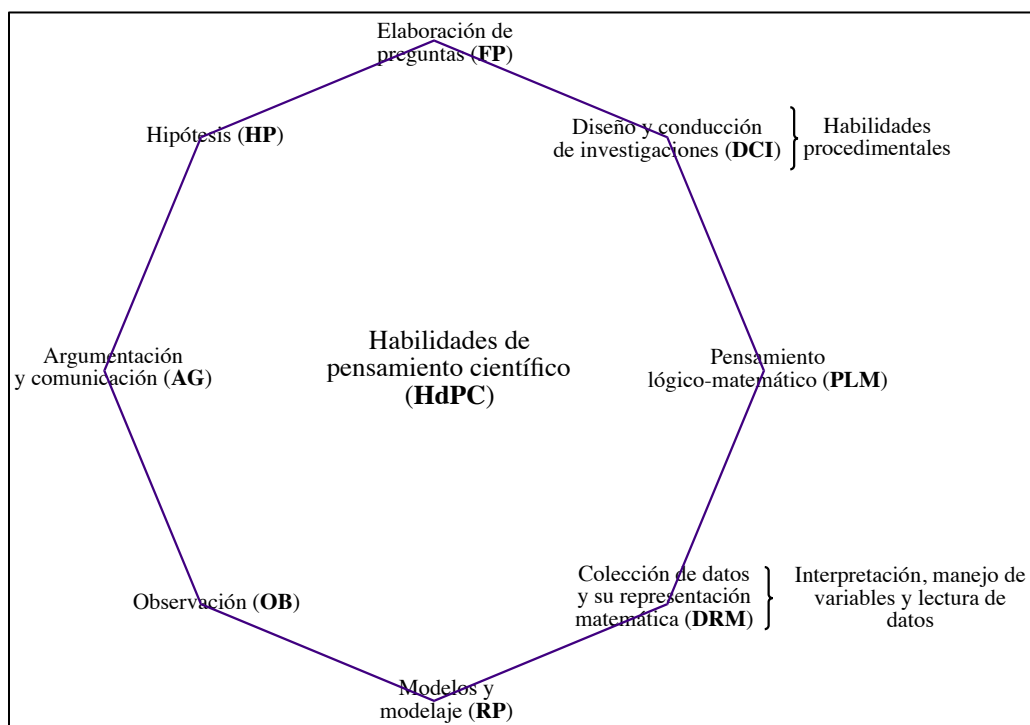 Elaboración de
preguntas (FP)
Hipótesis (HP)
Diseño y conducción
de investigaciones (DCI)
Habilidades
procedimentales
Argumentación
y comunicación (AG)
Habilidades de
pensamiento científico
(HdPC)
Pensamiento
lógico-matemático (PLM)
Observación (OB)
Colección de datos
y su representación
matemática (DRM)
Interpretación, manejo de
variables y lectura de
datos
Modelos y
modelaje (RP)